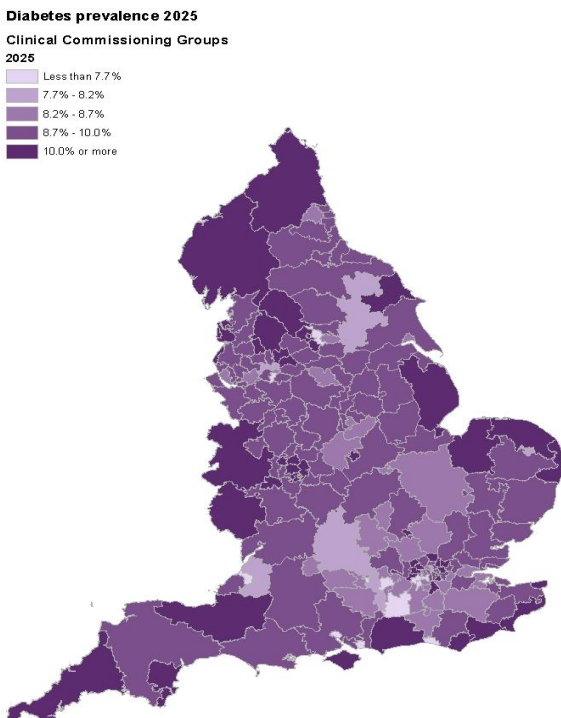 Diabetes prevalence 2025
Clinical Commissioning Groups
2025
Less than 7.7%
7.7% - 8.2%
8.2% - 8.7%
8.7% - 10.0%
10.0% or more